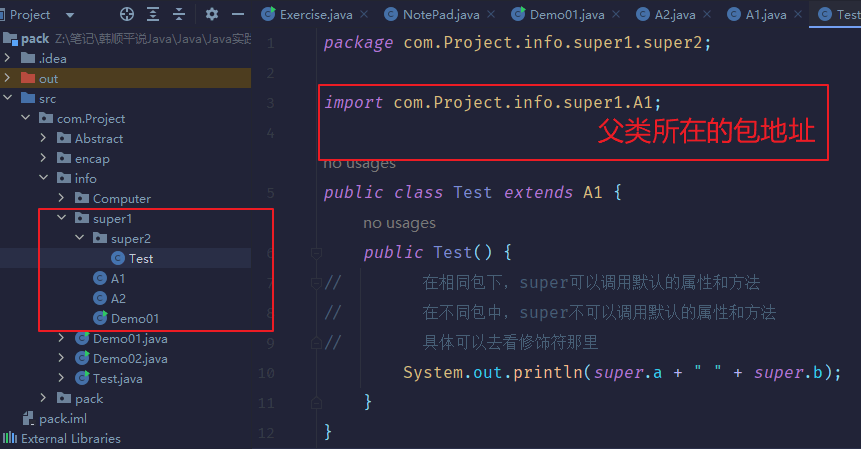 Project
Exercise.java
NotePad.java
Demo01.java
A2.java
A1.java
Test
pack Z:\笔记\韩顺平说Java\Java\Java实践
.idea
out
src
com.Project
Abstract
encap
info
Computer
super1
super2
Test
A1
A2
Demo01
Demo01.java
Demo02.java
Test.java
pack
pack.iml
External Libraries
1 package com.Project.info.super1.super2;
2
3 import com.Project.info.super1.A1;
4
父类所在的包地址
no usages
5 public class Test extends A1 {
no usages
6 public Test() {
7 // 在相同包下，super可以调用默认的属性和方法
8 // 在不同包中，super不可以调用默认的属性和方法
9 // 具体可以去看修饰符那里
10 System.out.println(super.a + " " + super.b);
11 }
12 }